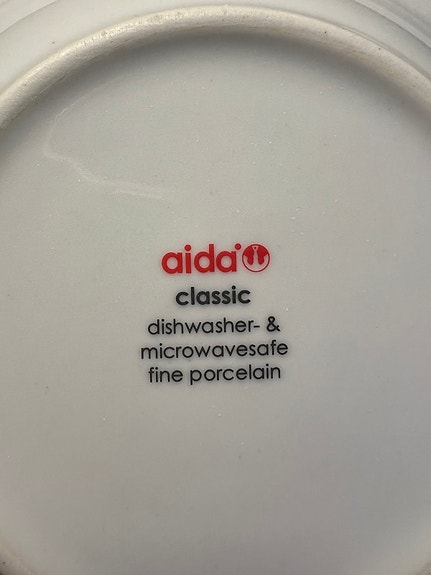 aida
classic
dishwasher- &
microwavesafe
fine porcelain